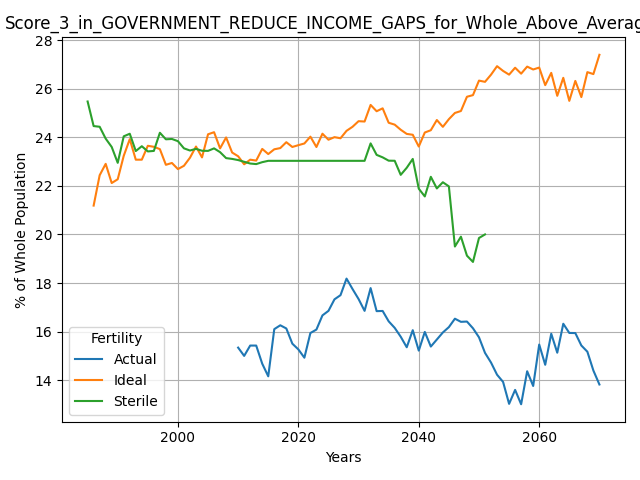 Score_3_in_GOVERNMENT_REDUCE_INCOME_GAPS_for_Whole_Above_Averag
28
26
24
22
20
18
16
14
% of Whole Population
Fertility
Actual
Ideal
Sterile
2000 2020 2040 2060
Years